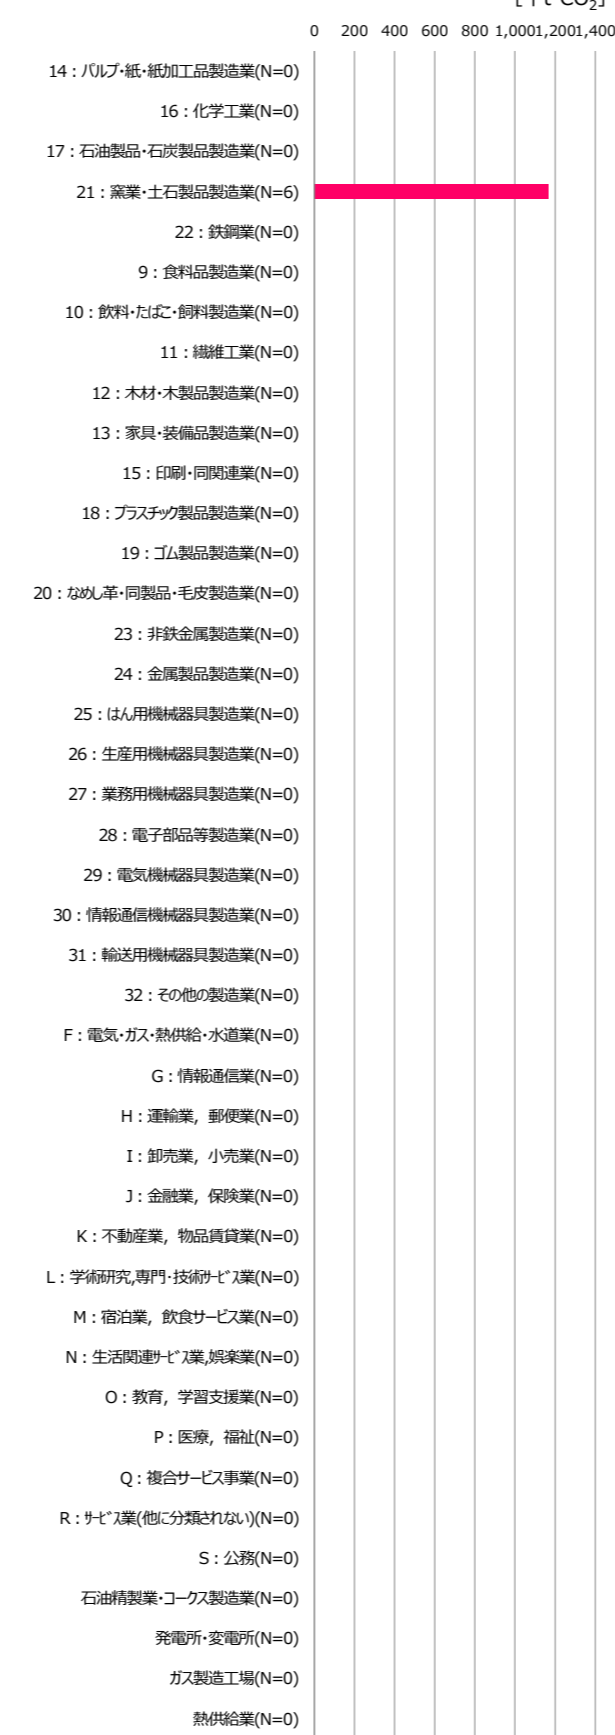 [千t-CO₂]
0 200 400 600 800 1,000 1,200 1,400
14：パルプ・紙・紙加工品製造業(N=0)
16：化学工業(N=0)
17：石油製品・石炭製品製造業(N=0)
21：窯業・土石製品製造業(N=6)
22：鉄鋼業(N=0)
9：食料品製造業(N=0)
10：飲料・たばこ・飼料製造業(N=0)
11：繊維工業(N=0)
12：木材・木製品製造業(N=0)
13：家具・装備品製造業(N=0)
15：印刷・同関連業(N=0)
18：プラスチック製品製造業(N=0)
19：ゴム製品製造業(N=0)
20：なめし革・同製品・毛皮製造業(N=0)
23：非鉄金属製造業(N=0)
24：金属製品製造業(N=0)
25：はん用機械器具製造業(N=0)
26：生産用機械器具製造業(N=0)
27：業務用機械器具製造業(N=0)
28：電子部品等製造業(N=0)
29：電気機械器具製造業(N=0)
30：情報通信機械器具製造業(N=0)
31：輸送用機械器具製造業(N=0)
32：その他の製造業(N=0)
F：電気・ガス・熱供給・水道業(N=0)
G：情報通信業(N=0)
H：運輸業，郵便業(N=0)
I：卸売業，小売業(N=0)
J：金融業，保険業(N=0)
K：不動産業，物品賃貸業(N=0)
L：学術研究,専門・技術ｻｰﾋﾞｽ業(N=0)
M：宿泊業，飲食サービス業(N=0)
N：生活関連ｻｰﾋﾞｽ業,娯楽業(N=0)
O：教育，学習支援業(N=0)
P：医療，福祉(N=0)
Q：複合サービス事業(N=0)
R：ｻｰﾋﾞｽ業(他に分類されない)(N=0)
S：公務(N=0)
石油精製業・コークス製造業(N=0)
発電所・変電所(N=0)
ガス製造工場(N=0)
熱供給業(N=0)